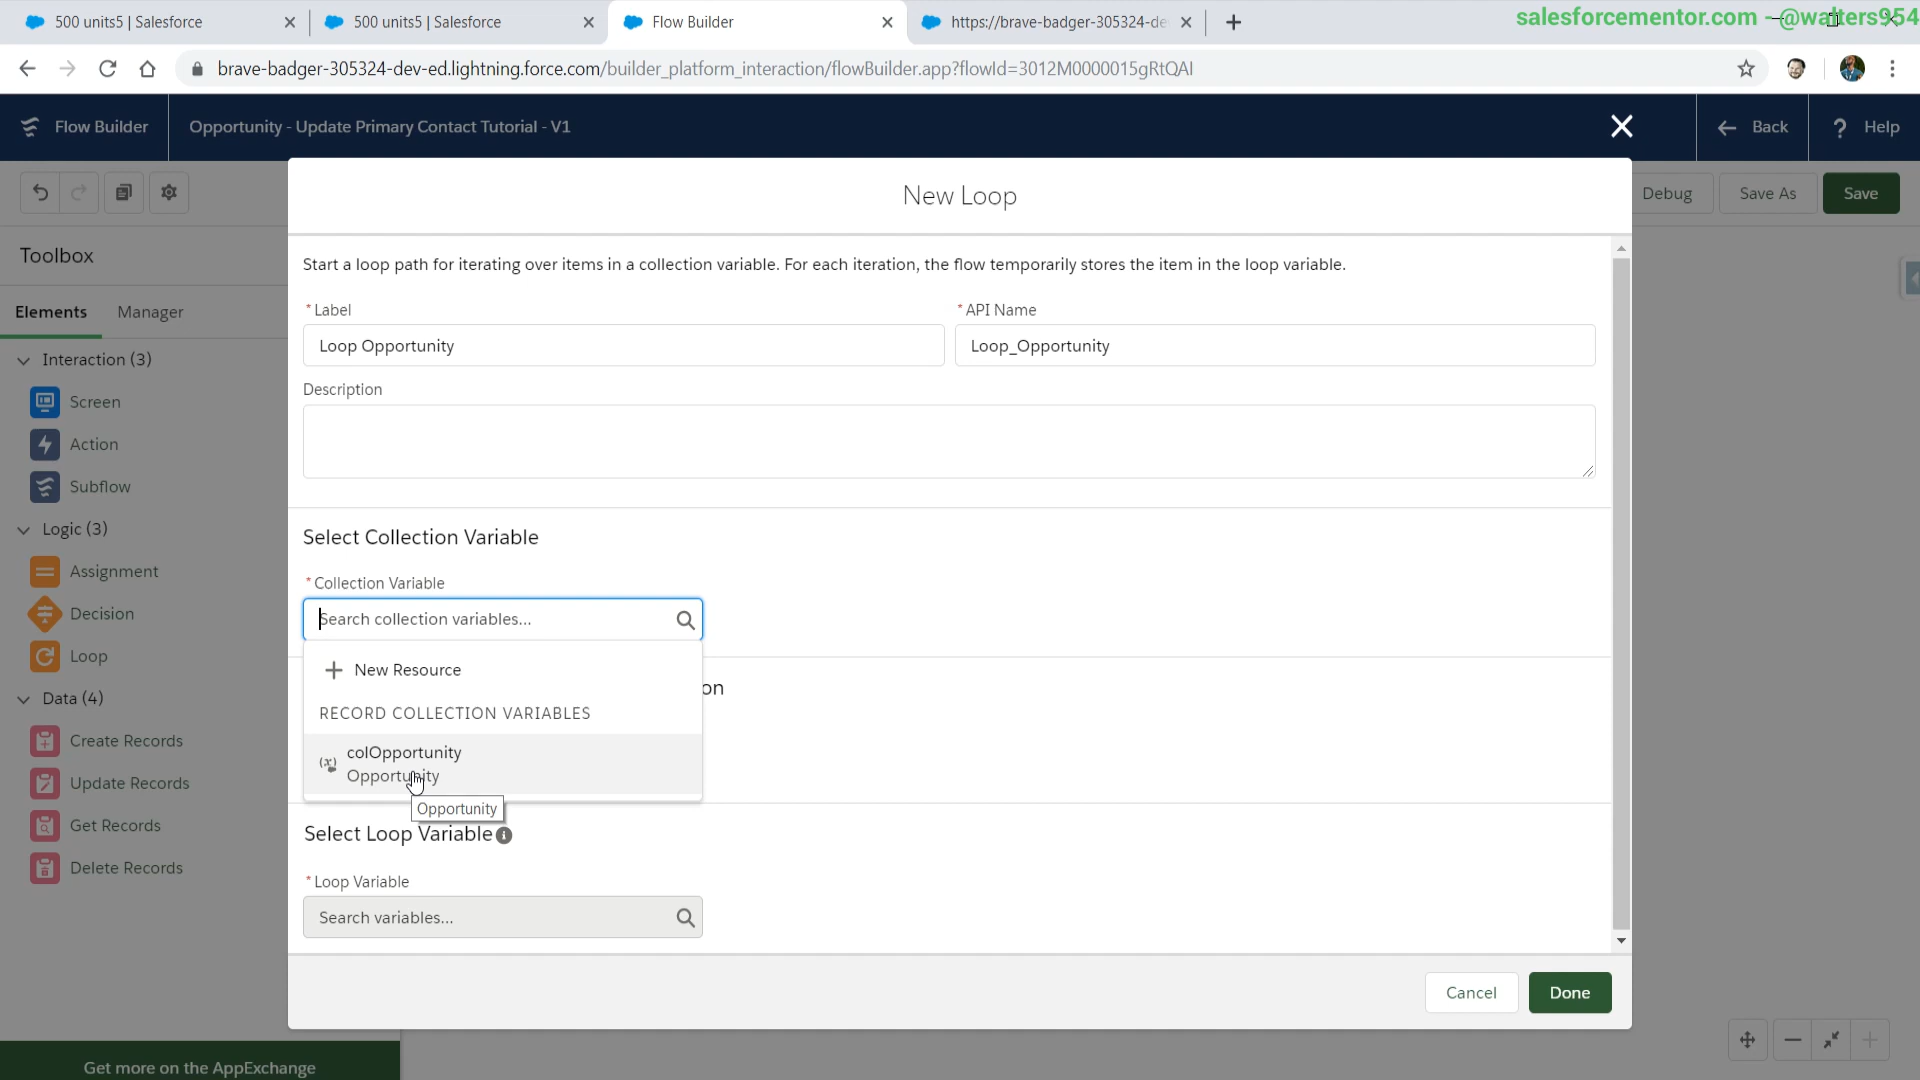 500 units5 | Salesforce
500 units5 | Salesforce
Flow Builder
https://brave-badger-305324-de
salesforcementor.com - @walters954
brave-badger-305324-dev-ed.lightning.force.com/builder_platform_interaction/flowBuilder.app?flowId=3012M0000015gRtQAI
Flow Builder
Opportunity - Update Primary Contact Tutorial - V1
Back
? Help
Debug
Save As
Save
Toolbox
Elements
Manager
Interaction (3)
Screen
Action
Subflow
Logic (3)
Assignment
Decision
Loop
Data (4)
Create Records
Update Records
Get Records
Delete Records
Get more on the AppExchange
New Loop
Start a loop path for iterating over items in a collection variable. For each iteration, the flow temporarily stores the item in the loop variable.
* Label
Loop Opportunity
* API Name
Loop_Opportunity
Description
Select Collection Variable
* Collection Variable
Search collection variables...
New Resource
RECORD COLLECTION VARIABLES
colOpportunity
Opportunity
Opportunity
on
Select Loop Variable
* Loop Variable
Search variables...
Cancel
Done